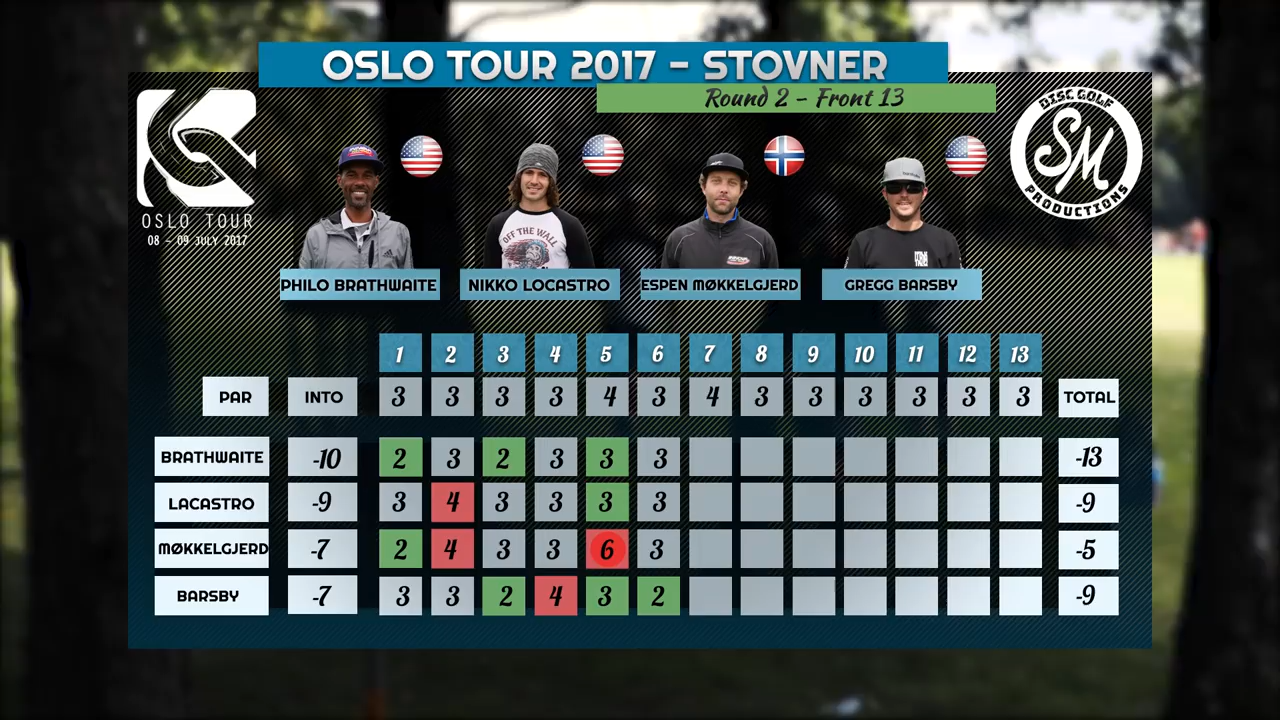 OSLO TOUR 2017 - STOVNER
Round 2 - Front 13
OSLO TOUR
08 - 09 JULY 2017
DISC GOLF
SM
PRODUCTIONS
OFF THE WALL
PHILO BRATHWAITE NIKKO LOCASTRO ESPEN MØKKELGJERD GREGG BARSBY
1 2 3 4 5 6 7 8 9 10 11 12 13
PAR INTO 3 3 3 3 4 3 4 3 3 3 3 3 3 TOTAL
BRATHWAITE -10 2 3 2 3 3 3 -13
LACASTRO -9 3 4 3 3 3 3 -9
MØKKELGJERD -7 2 4 3 3 6 3 -5
BARSBY -7 3 3 2 4 3 2 -9